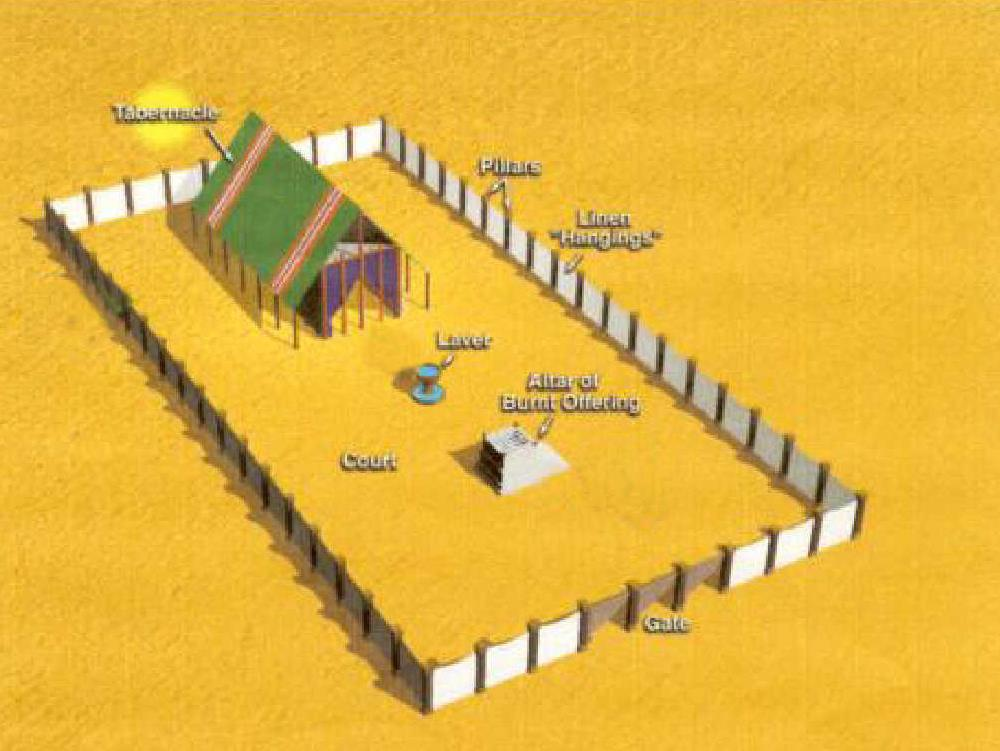 Tabernacle
Pillars
Linen
"Hangings"
Laver
Altar of
Burnt Offering
Court
Gate